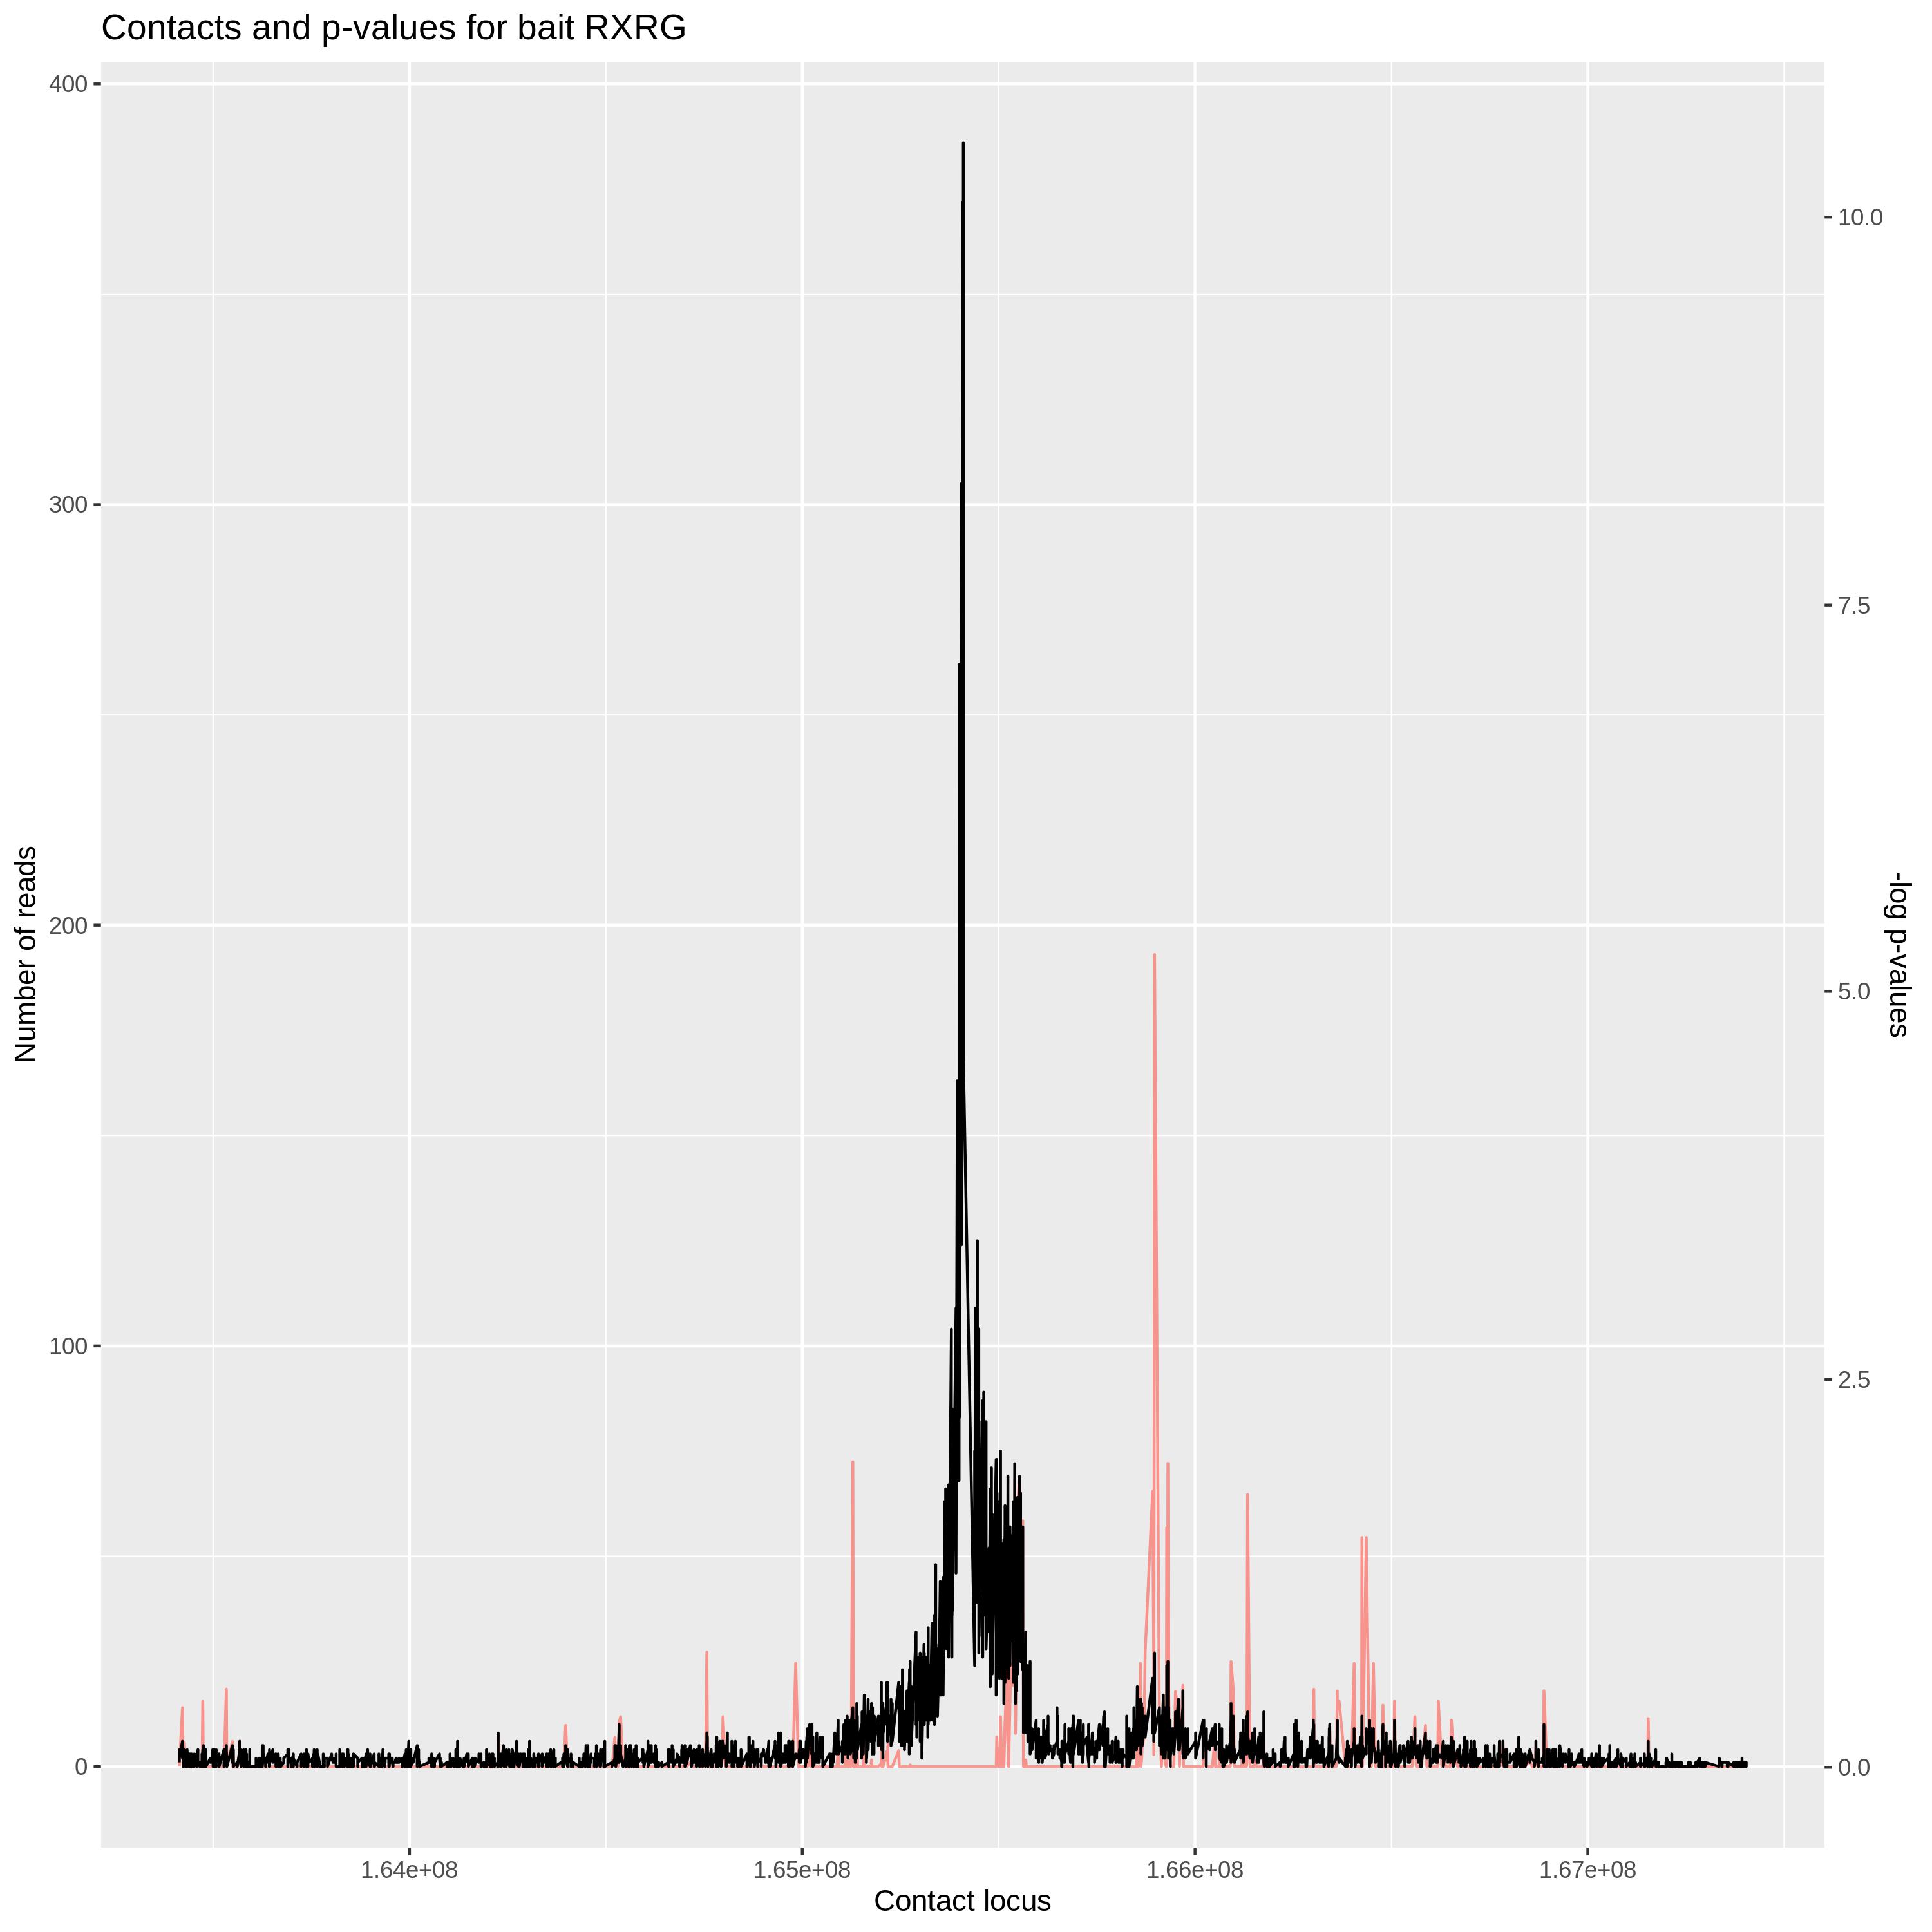 Contacts and p-values for bait RXRG
400
300
200
100
0
Number of reads
10.0
7.5
5.0
2.5
0.0
-log p-values
1.64e+08
1.65e+08
1.66e+08
1.67e+08
Contact locus